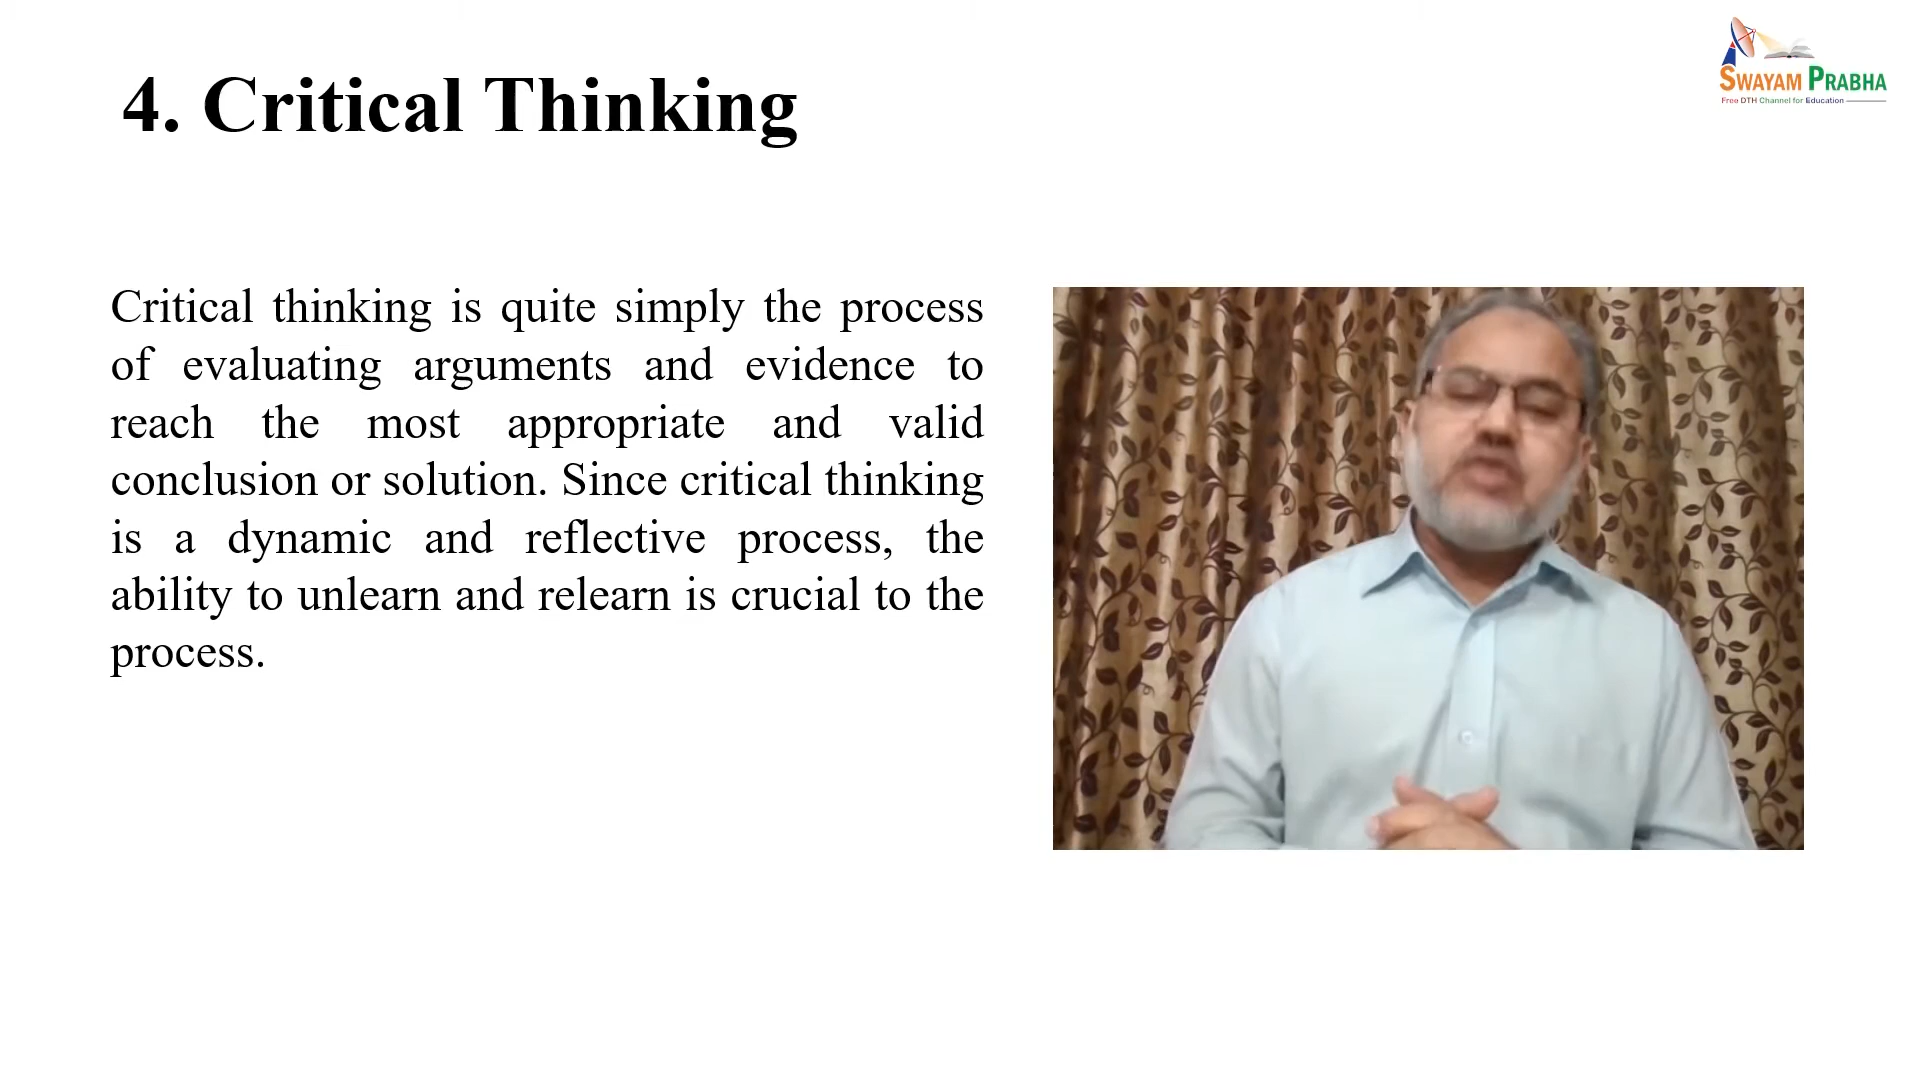 4. Critical Thinking
SWAYAM PRABHA
Free DTH Channel for Education
Critical thinking is quite simply the process
of evaluating arguments and evidence to
reach the most appropriate and valid
conclusion or solution. Since critical thinking
is a dynamic and reflective process, the
ability to unlearn and relearn is crucial to the
process.